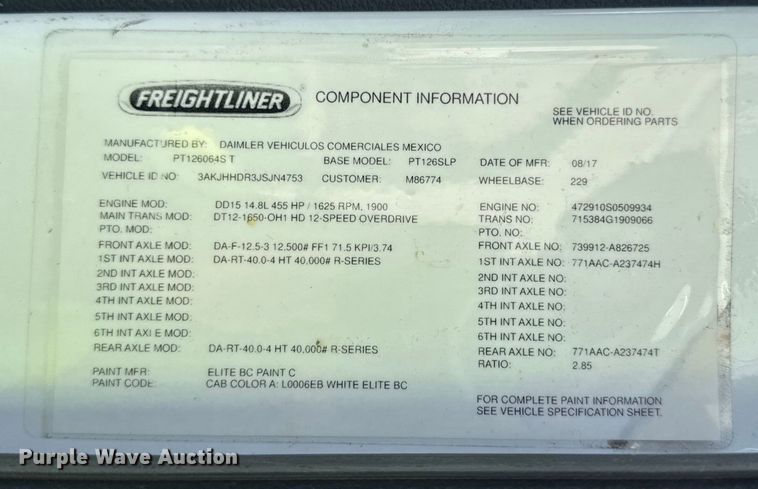 FREIGHTLINER ® COMPONENT INFORMATION
SEE VEHICLE ID NO.
WHEN ORDERING PARTS
MANUFACTURED BY: DAIMLER VEHICULOS COMERCIALES MEXICO
MODEL: PT126064S T BASE MODEL: PT126SLP DATE OF MFR: 08/17
VEHICLE ID NO: 3AKJHHDR3JSJN4753 CUSTOMER: M86774 WHEELBASE: 229
ENGINE MOD: DD15 14.8L 455 HP / 1625 RPM, 1900 ENGINE NO: 472910S0509934
MAIN TRANS MOD: DT12-1650-OH1 HD 12-SPEED OVERDRIVE TRANS NO: 715384G1909066
PTO. MOD: PTO. NO:
FRONT AXLE MOD: DA-F-12.5-3 12,500# FF1 71.5 KPI/3.74 FRONT AXLE NO: 739912-A826725
1ST INT AXLE MOD: DA-RT-40.0-4 HT 40,000# R-SERIES 1ST INT AXLE NO: 771AAC-A237474H
2ND INT AXLE MOD: 2ND INT AXLE NO:
3RD INT AXLE MOD: 3RD INT AXLE NO:
4TH INT AXLE MOD: 4TH INT AXLE NO:
5TH INT AXLE MOD: 5TH INT AXLE NO:
6TH INT AXLE MOD: 6TH INT AXLE NO:
REAR AXLE MOD: DA-RT-40.0-4 HT 40,000# R-SERIES REAR AXLE NO: 771AAC-A237474T
RATIO: 2.85
PAINT MFR: ELITE BC PAINT C
PAINT CODE: CAB COLOR A: L0006EB WHITE ELITE BC
FOR COMPLETE PAINT INFORMATION
SEE VEHICLE SPECIFICATION SHEET.
Purple Wave Auction